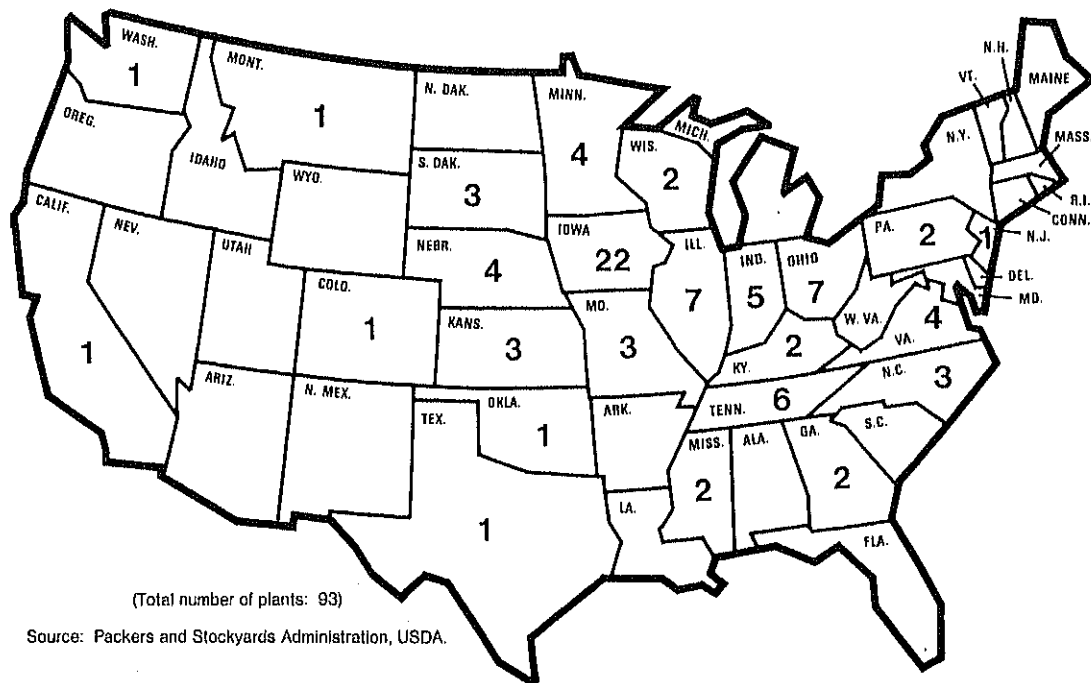 WASH.
1
MONT.
1
N. DAK.
MINN.
4
N.H.
VT.
MAINE
OREG.
IDAHO
WYO.
S. DAK.
3
WIS.
2
MICH.
N.Y.
MASS.
R.I.
CONN.
CALIF.
1
NEV.
UTAH
COLO.
1
NEBR.
4
IOWA
22
ILL.
7
IND.
5
OHIO
7
PA.
2
1
N.J.
DEL.
MD.
KANS.
3
MO.
3
KY.
2
W. VA.
VA.
4
ARIZ.
N. MEX.
TEX.
1
OKLA.
1
ARK.
TENN.
6
N.C.
3
S.C.
MISS.
2
ALA.
GA.
2
LA.
FLA.
(Total number of plants: 93)
Source: Packers and Stockyards Administration, USDA.